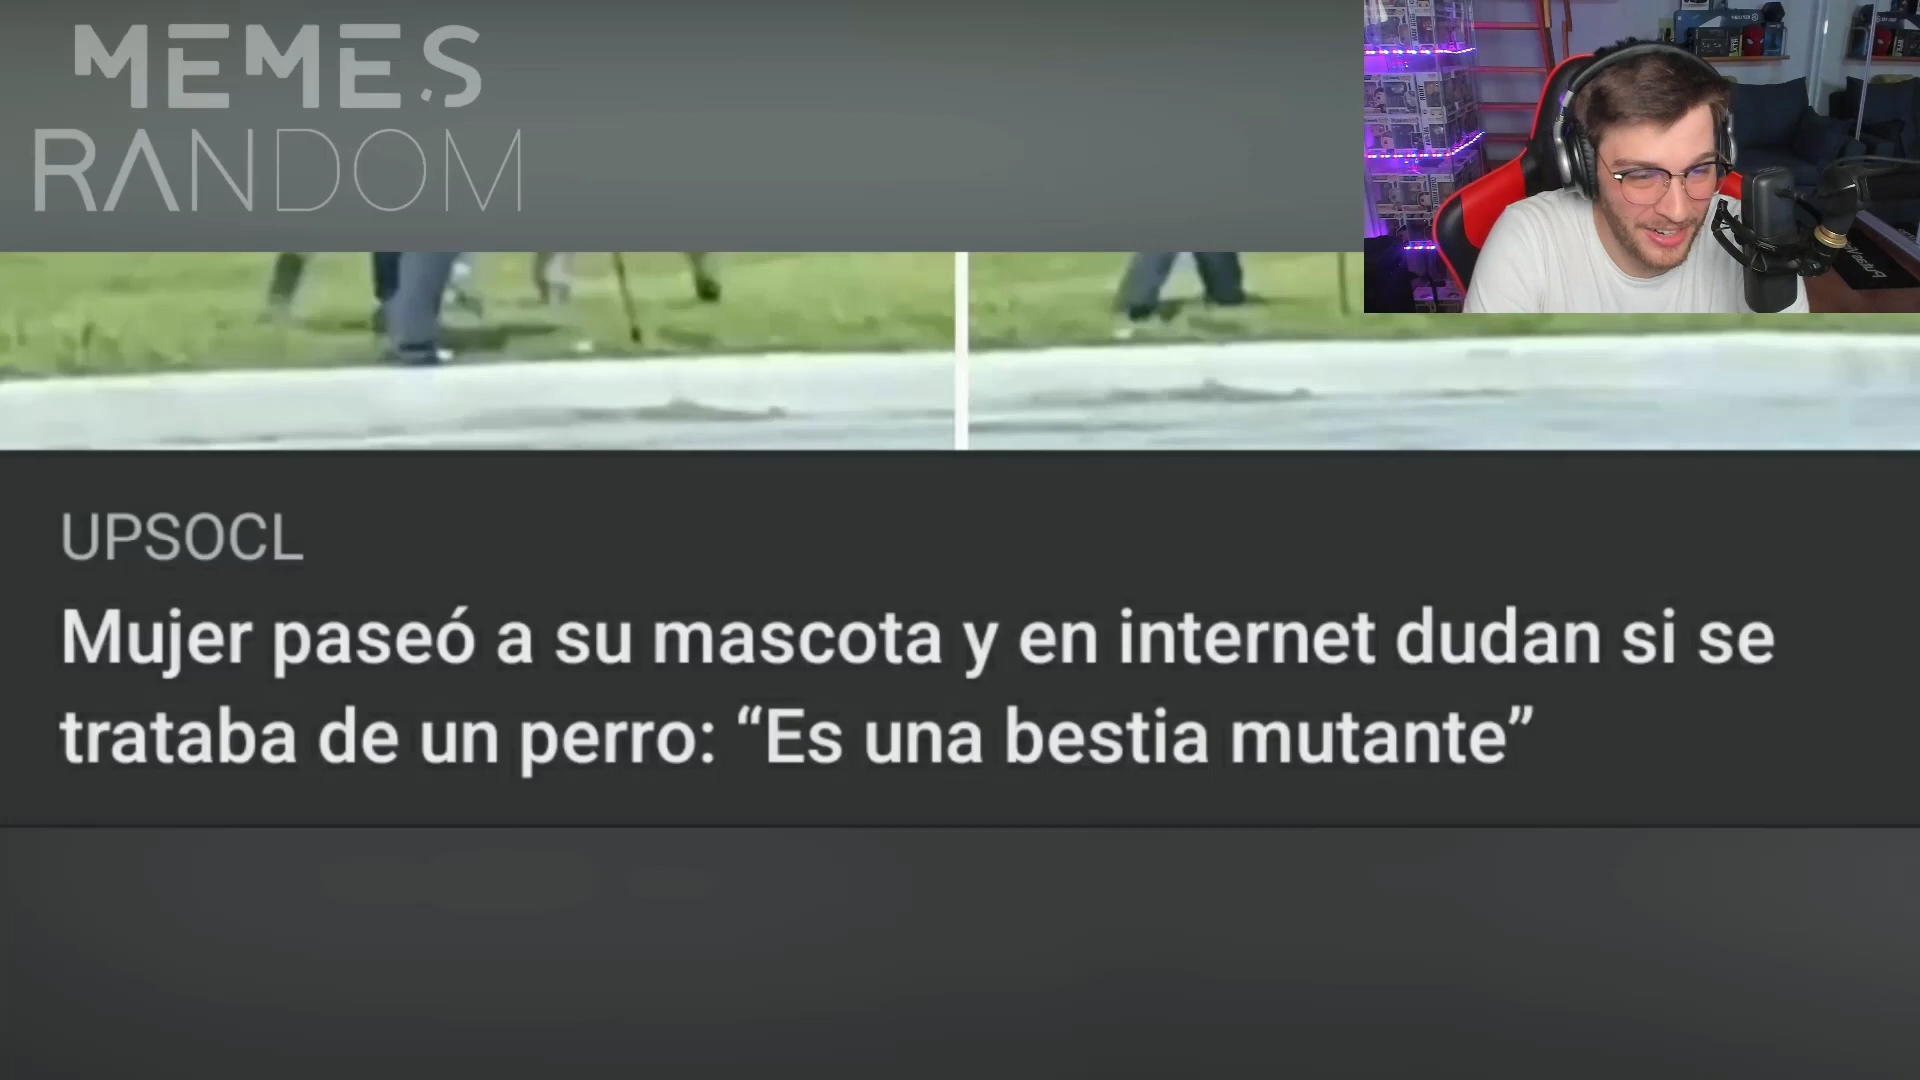 MEMES
RANDOM
UPSOCL
Mujer paseó a su mascota y en internet dudan si se
trataba de un perro: “Es una bestia mutante”